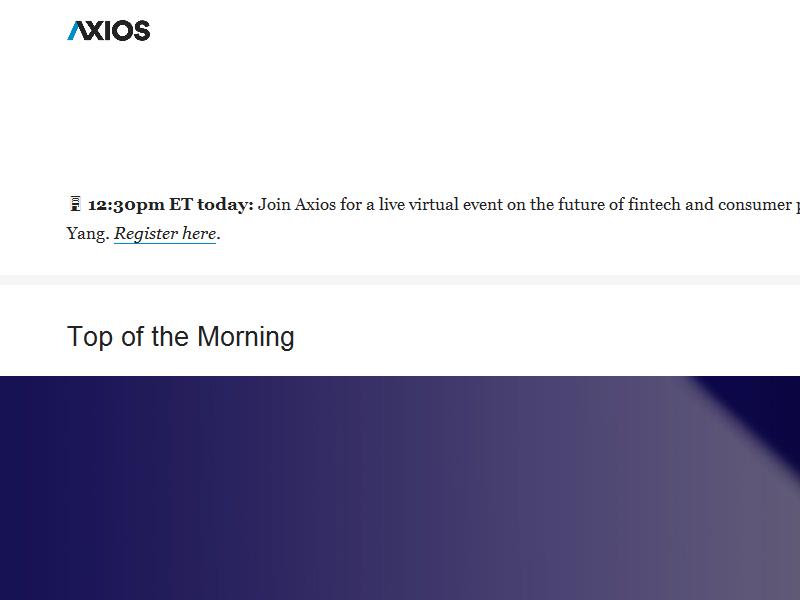 AXIOS
12:30pm ET today: Join Axios for a live virtual event on the future of fintech and consumer
Yang. Register here.
Top of the Morning